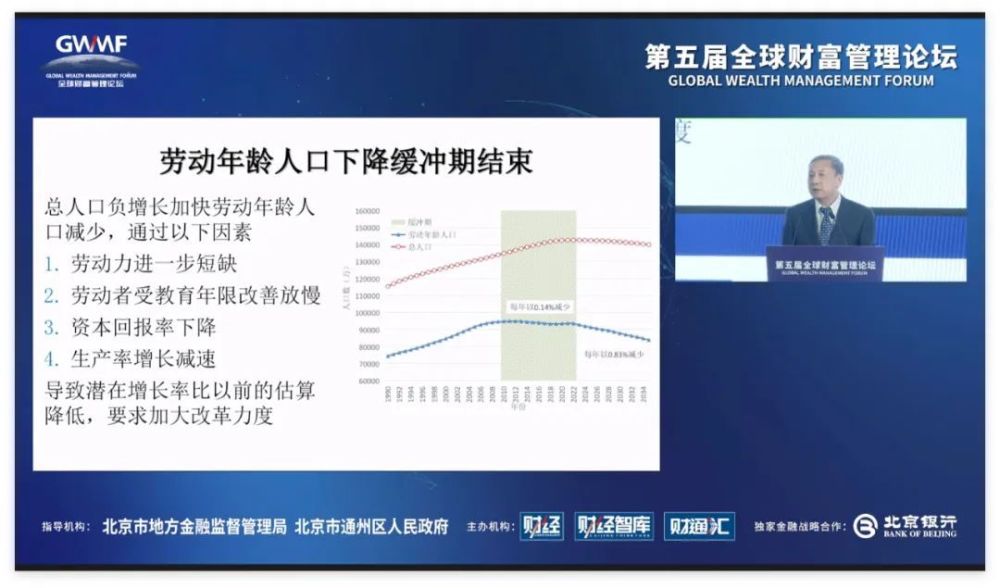 GWMF
GLOBAL WEALTH MANAGEMENT FORUM
全球财富管理论坛
第五届全球财富管理论坛
GLOBAL WEALTH MANAGEMENT FORUM
劳动年龄人口下降缓冲期结束
总人口负增长加快劳动年龄人
口减少，通过以下因素
1. 劳动力进一步短缺
2. 劳动者受教育年限改善放慢
3. 资本回报率下降
4. 生产率增长减速
导致潜在增长率比以前的估算
降低，要求加大改革力度
160000
150000
140000
130000
120000
110000
100000
90000
80000
70000
60000
人口数（万）
缓冲期
劳动年龄人口
总人口
每年以0.14%减少
每年以0.83%减少
1990 1992 1994 1996 1998 2000 2002 2004 2006 2008 2010 2012 2014 2016 2018 2020 2022 2024 2026 2028 2030 2032 2034
年份
度
第五届全球财富管理论坛
GLOBAL WEALTH MANAGEMENT FORUM
指导机构： 北京市地方金融监督管理局 北京市通州区人民政府 主办机构： 财经 财经智库 财通汇 独家金融战略合作： 北京银行
CAIJING THINKTANK
BANK OF BEIJING